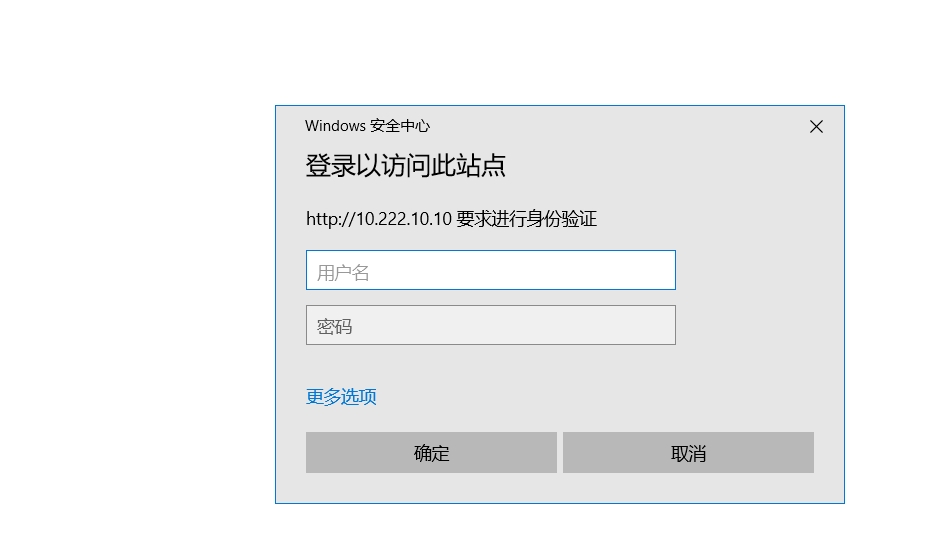 Windows 安全中心
登录以访问此站点
http://10.222.10.10 要求进行身份验证
用户名
密码
更多选项
确定
取消